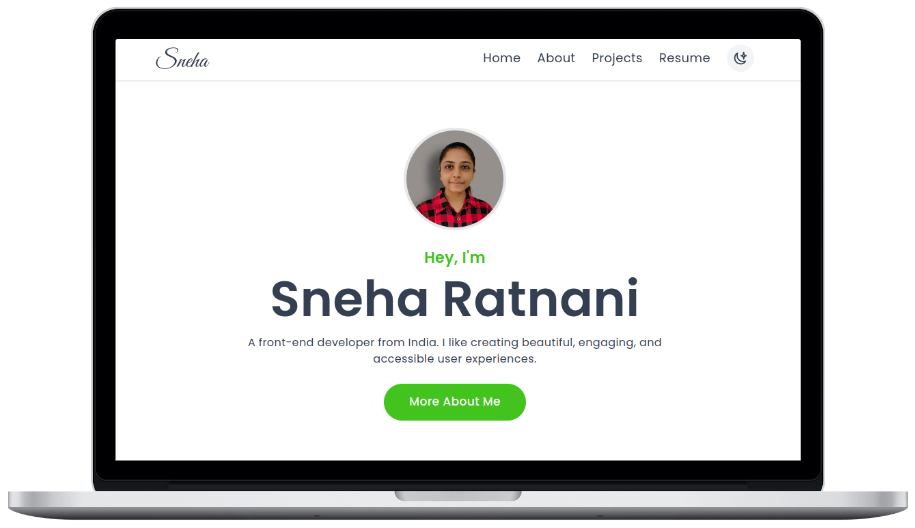 Sneha
Home About Projects Resume
Hey, I'm
Sneha Ratnani
A front-end developer from India. I like creating beautiful, engaging, and
accessible user experiences.
More About Me